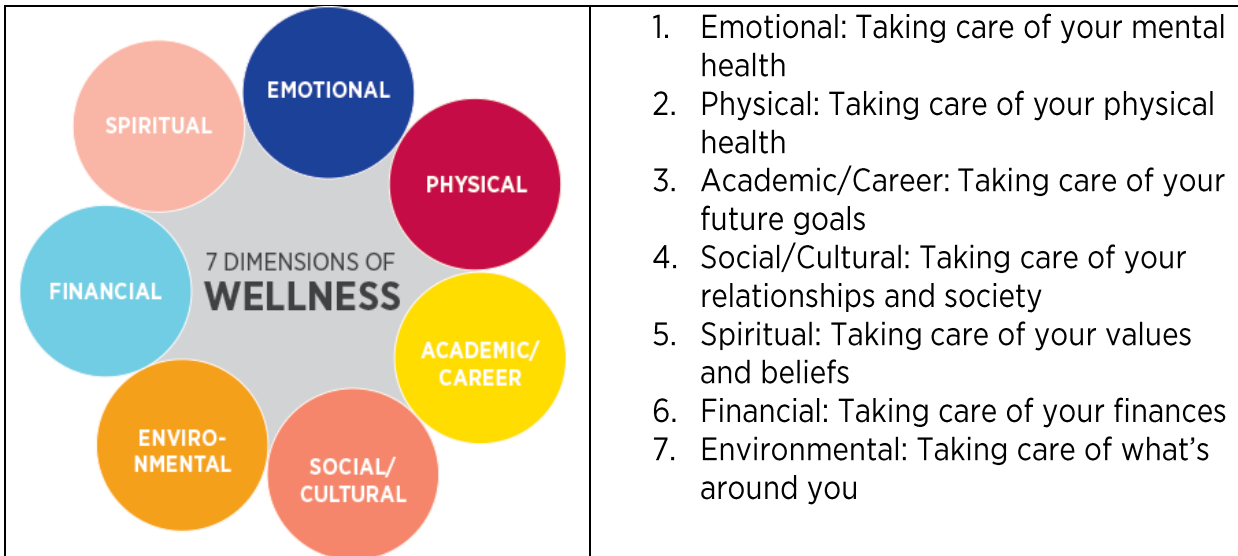 EMOTIONAL
SPIRITUAL
PHYSICAL
7 DIMENSIONS OF
WELLNESS
FINANCIAL
ACADEMIC/
CAREER
ENVIRO-
NMENTAL
SOCIAL/
CULTURAL
1. Emotional: Taking care of your mental
health
2. Physical: Taking care of your physical
health
3. Academic/Career: Taking care of your
future goals
4. Social/Cultural: Taking care of your
relationships and society
5. Spiritual: Taking care of your values
and beliefs
6. Financial: Taking care of your finances
7. Environmental: Taking care of what’s
around you